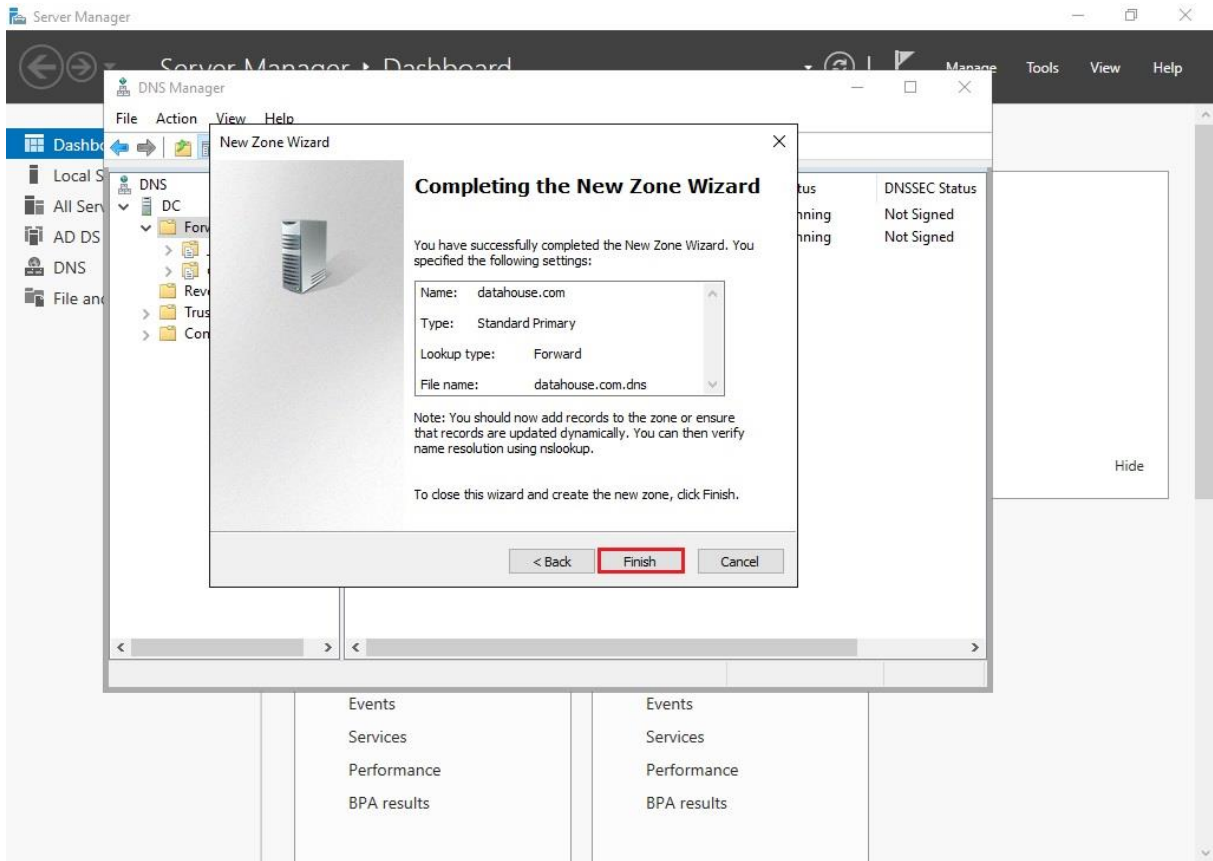 Server Manager
Server Manager • Dashboard
Manage Tools View Help
DNS Manager
File Action View Help
New Zone Wizard
Dashbo
Local S
All Serv
AD DS
DNS
File and
DNS
DC
Forw
Reve
Trus
Con
tus DNSSEC Status
nning Not Signed
nning Not Signed
Completing the New Zone Wizard
You have successfully completed the New Zone Wizard. You
specified the following settings:
Name: datahouse.com
Type: Standard Primary
Lookup type: Forward
File name: datahouse.com.dns
Note: You should now add records to the zone or ensure
that records are updated dynamically. You can then verify
name resolution using nslookup.
To close this wizard and create the new zone, click Finish.
< Back Finish Cancel
Hide
Events Events
Services Services
Performance Performance
BPA results BPA results